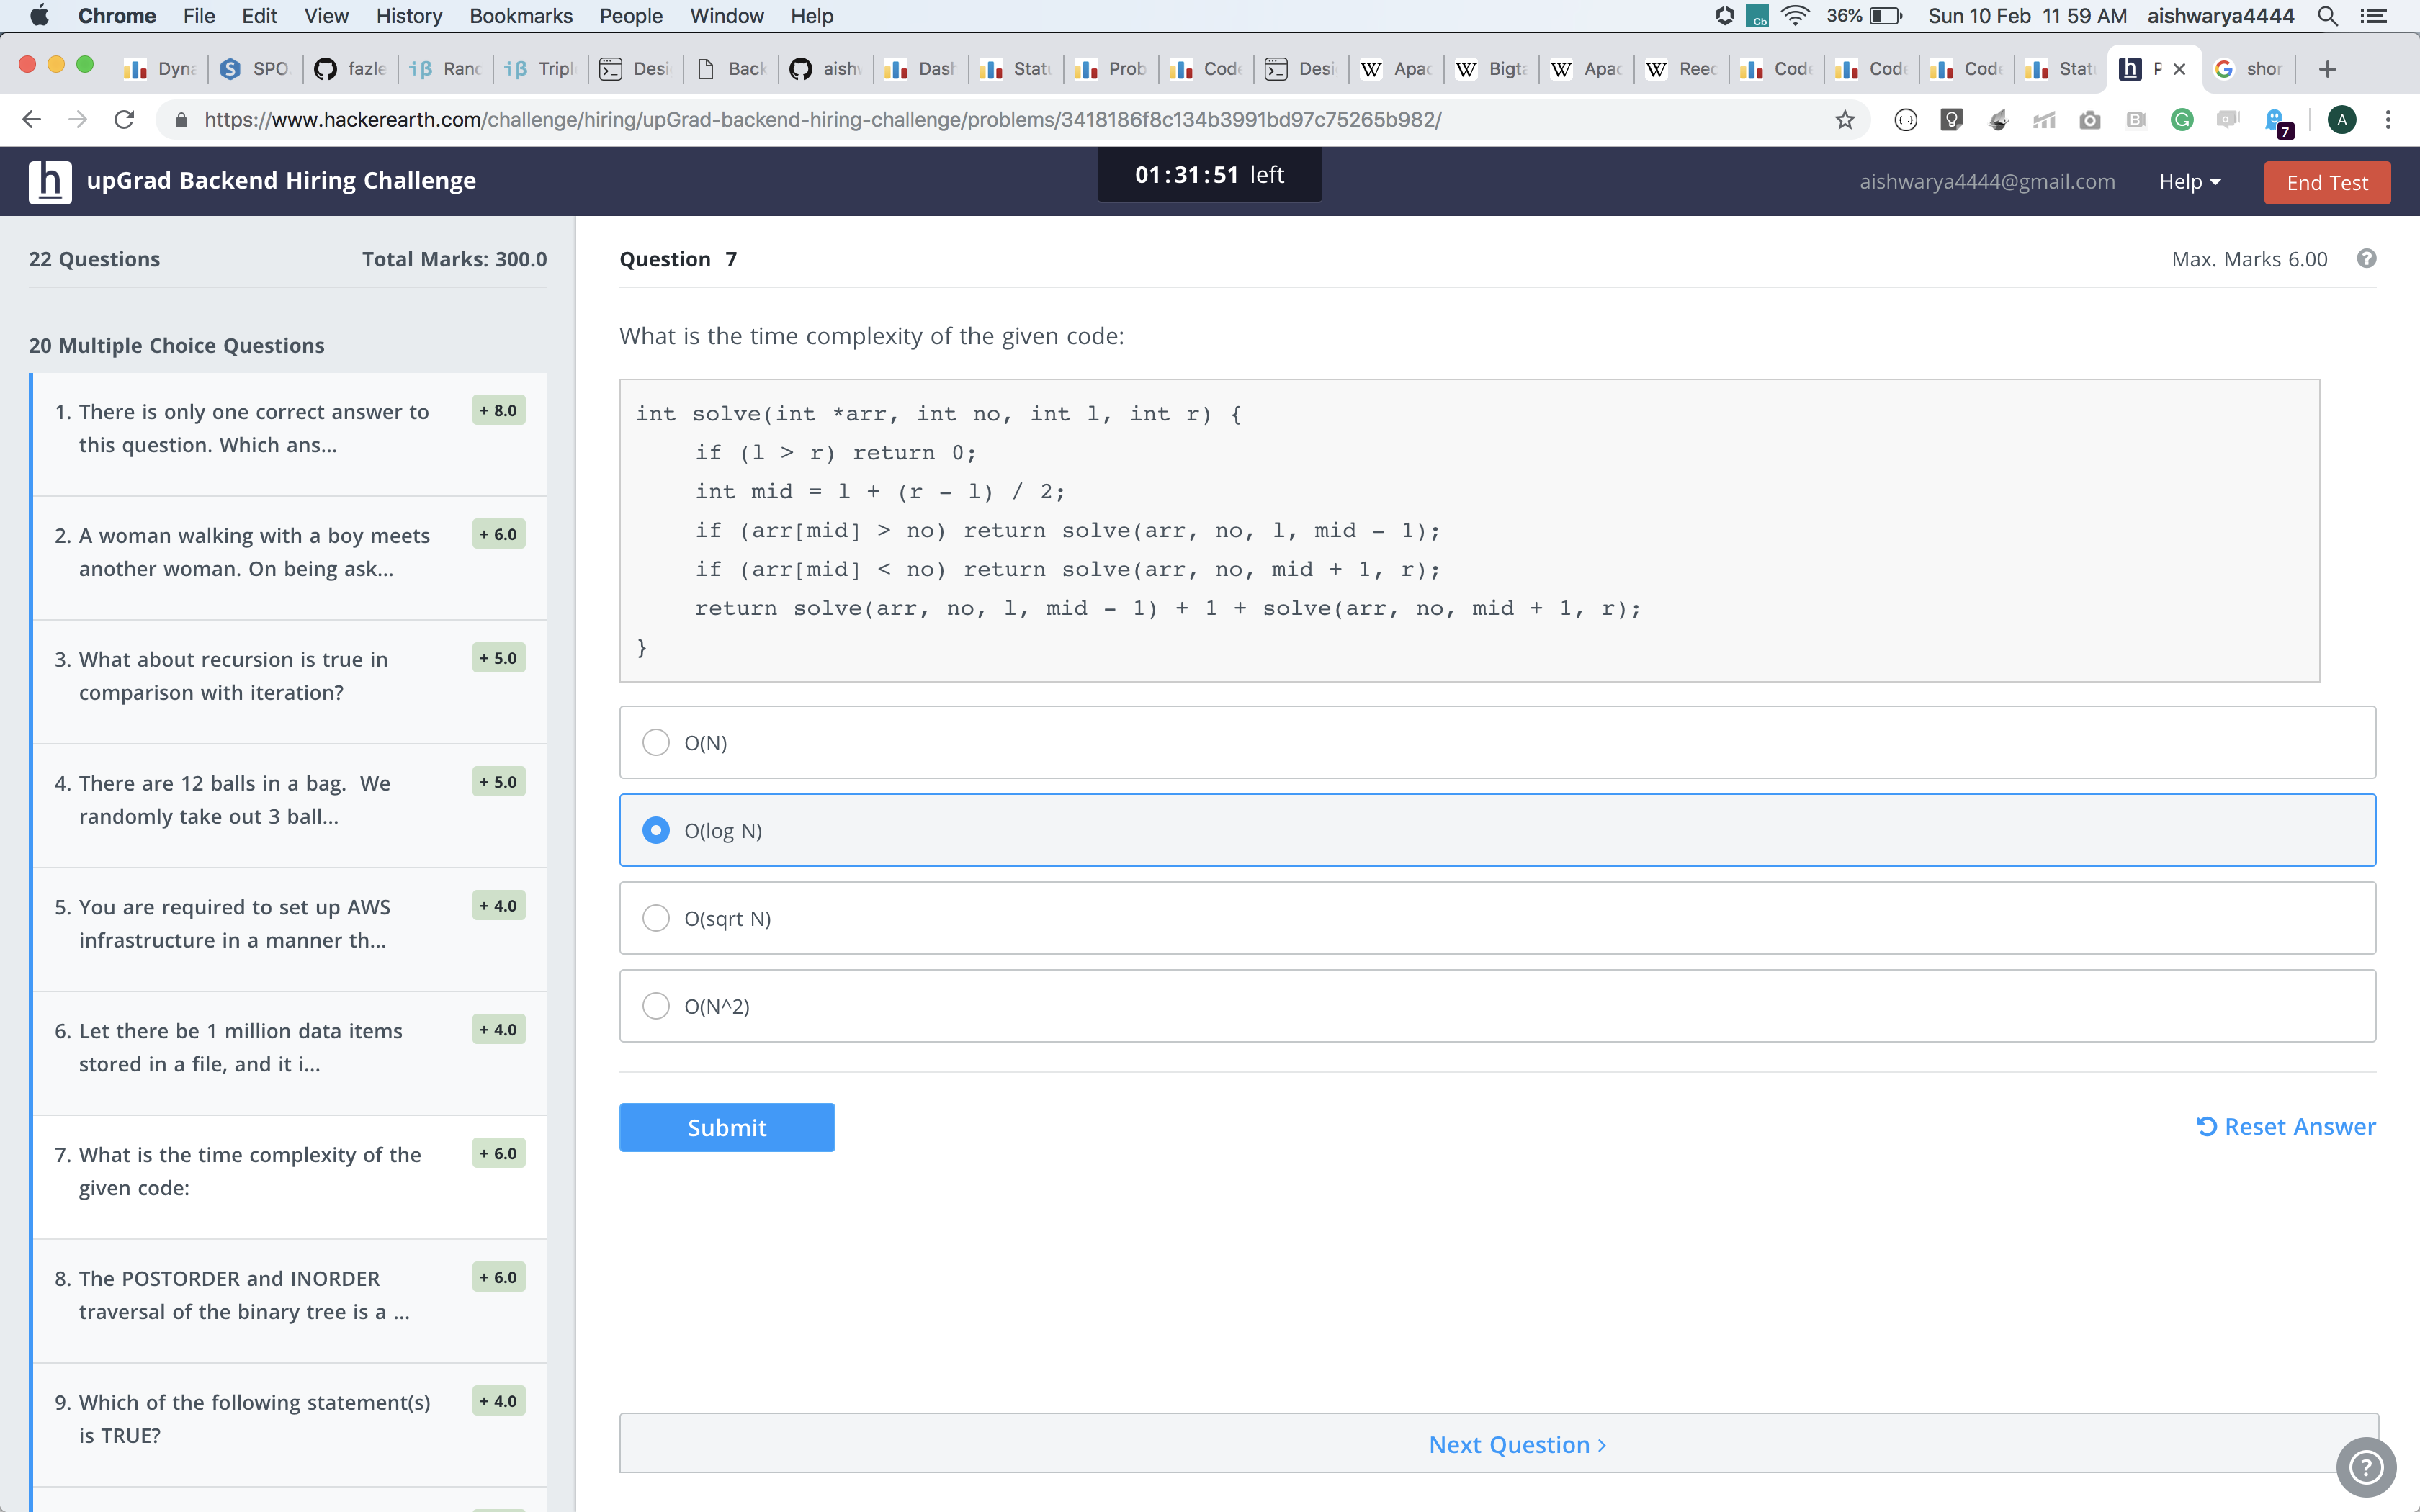 Chrome File Edit View History Bookmarks People Window Help
Cb 36% Sun 10 Feb 11 59 AM aishwarya4444
Dyna SPO. fazle Rand Triple Desi Back aish Dash Stat Prob Code Desi Apac Bigta Apac Reed Code Code Code Stat P shor
https://www.hackerearth.com/challenge/hiring/upGrad-backend-hiring-challenge/problems/3418186f8c134b3991bd97c75265b982/
7 A
h upGrad Backend Hiring Challenge
01:31:51 left
aishwarya4444@gmail.com Help End Test
22 Questions Total Marks: 300.0
20 Multiple Choice Questions
1. There is only one correct answer to + 8.0
this question. Which ans...
2. A woman walking with a boy meets + 6.0
another woman. On being ask...
3. What about recursion is true in + 5.0
comparison with iteration?
4. There are 12 balls in a bag. We + 5.0
randomly take out 3 ball...
5. You are required to set up AWS + 4.0
infrastructure in a manner th...
6. Let there be 1 million data items + 4.0
stored in a file, and it i...
7. What is the time complexity of the + 6.0
given code:
8. The POSTORDER and INORDER + 6.0
traversal of the binary tree is a ...
9. Which of the following statement(s) + 4.0
is TRUE?
Question 7 Max. Marks 6.00 ?
What is the time complexity of the given code:
int solve(int *arr, int no, int l, int r) {
if (l > r) return 0;
int mid = l + (r - l) / 2;
if (arr[mid] > no) return solve(arr, no, l, mid - 1);
if (arr[mid] < no) return solve(arr, no, mid + 1, r);
return solve(arr, no, l, mid - 1) + 1 + solve(arr, no, mid + 1, r);
}
O(N)
O(log N)
O(sqrt N)
O(N^2)
Submit Reset Answer
Next Question >
?